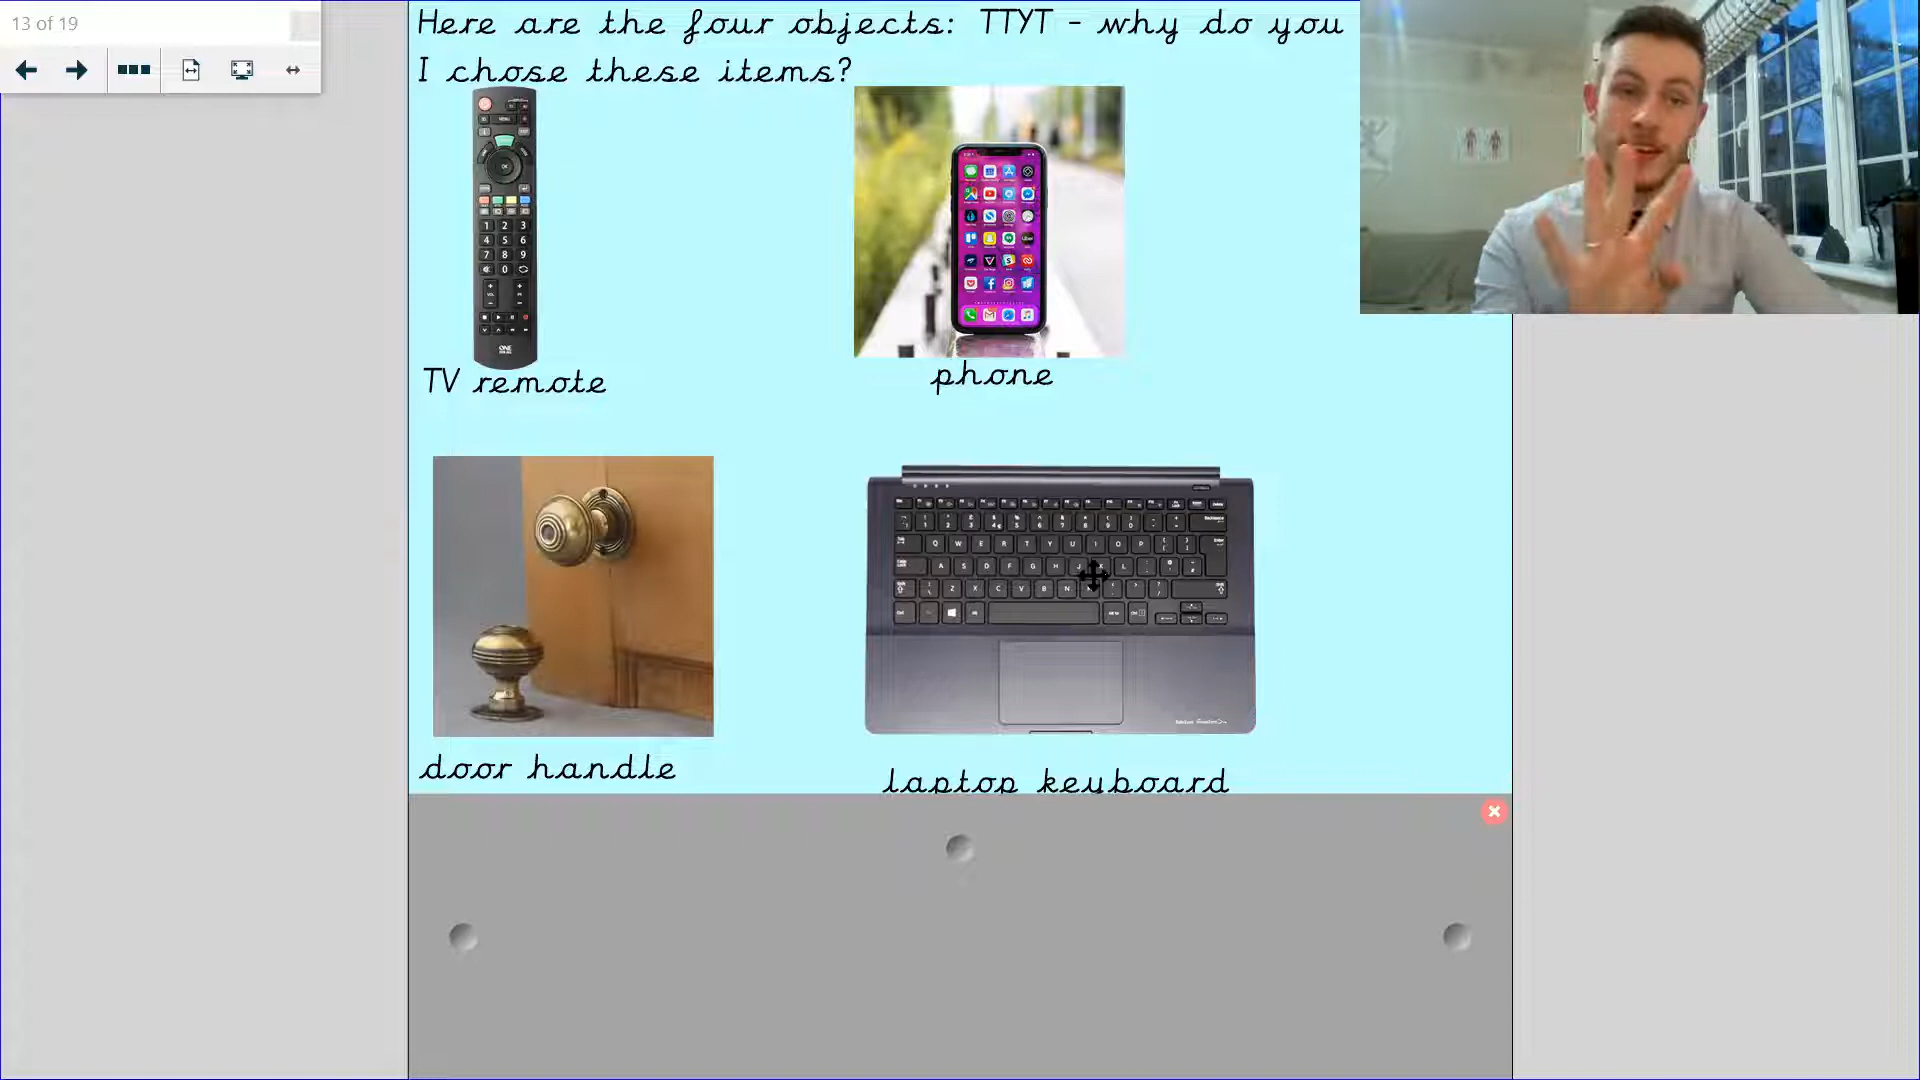 13 of 19
Here are the four objects: TTYT - why do you
I chose these items?
TV remote
phone
door handle
laptop keyboard